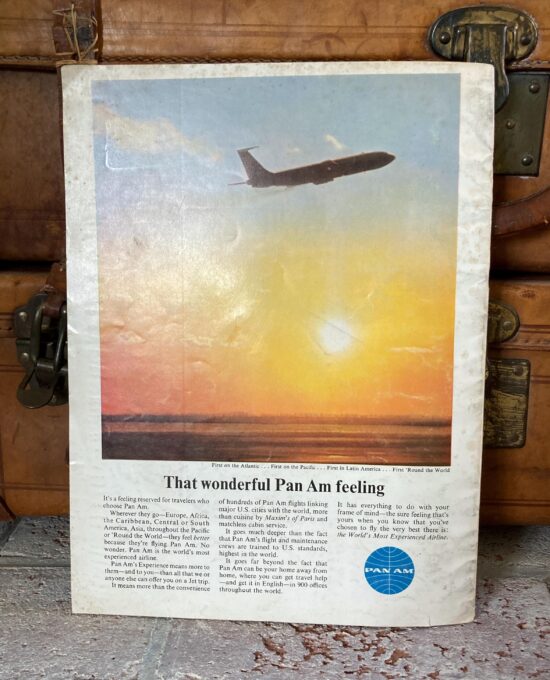 First on the Atlantic . . . First on the Pacific . . . First in Latin America . . . First 'Round the World
That wonderful Pan Am feeling
It's a feeling reserved for travelers who
choose Pan Am.
Wherever they go—Europe, Africa,
the Caribbean, Central or South
America, Asia, throughout the Pacific
or 'Round the World—they feel better
because they're flying Pan Am. No
wonder. Pan Am is the world's most
experienced airline.
Pan Am's Experience means more to
them—and to you—than all that we or
anyone else can offer you on a Jet trip.
It means more than the convenience
of hundreds of Pan Am flights linking
major U.S. cities with the world, more
than cuisine by Maxim's of Paris and
matchless cabin service.
It goes much deeper than the fact
that Pan Am's flight and maintenance
crews are trained to U.S. standards,
highest in the world.
It goes far beyond the fact that
Pan Am can be your home away from
home, where you can get travel help
—and get it in English—in 900 offices
throughout the world.
It has everything to do with your
frame of mind—the sure feeling that's
yours when you know that you've
chosen to fly the very best there is:
the World's Most Experienced Airline.
PAN AM